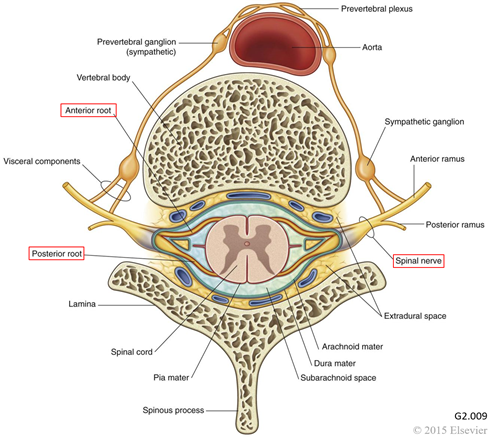 Prevertebral plexus
Prevertebral ganglion
(sympathetic)
Aorta
Vertebral body
Anterior root
Sympathetic ganglion
Visceral components
Anterior ramus
Posterior ramus
Posterior root
Spinal nerve
Lamina
Extradural space
Spinal cord
Arachnoid mater
Dura mater
Pia mater
Subarachnoid space
Spinous process
G2.009
© 2015 Elsevier